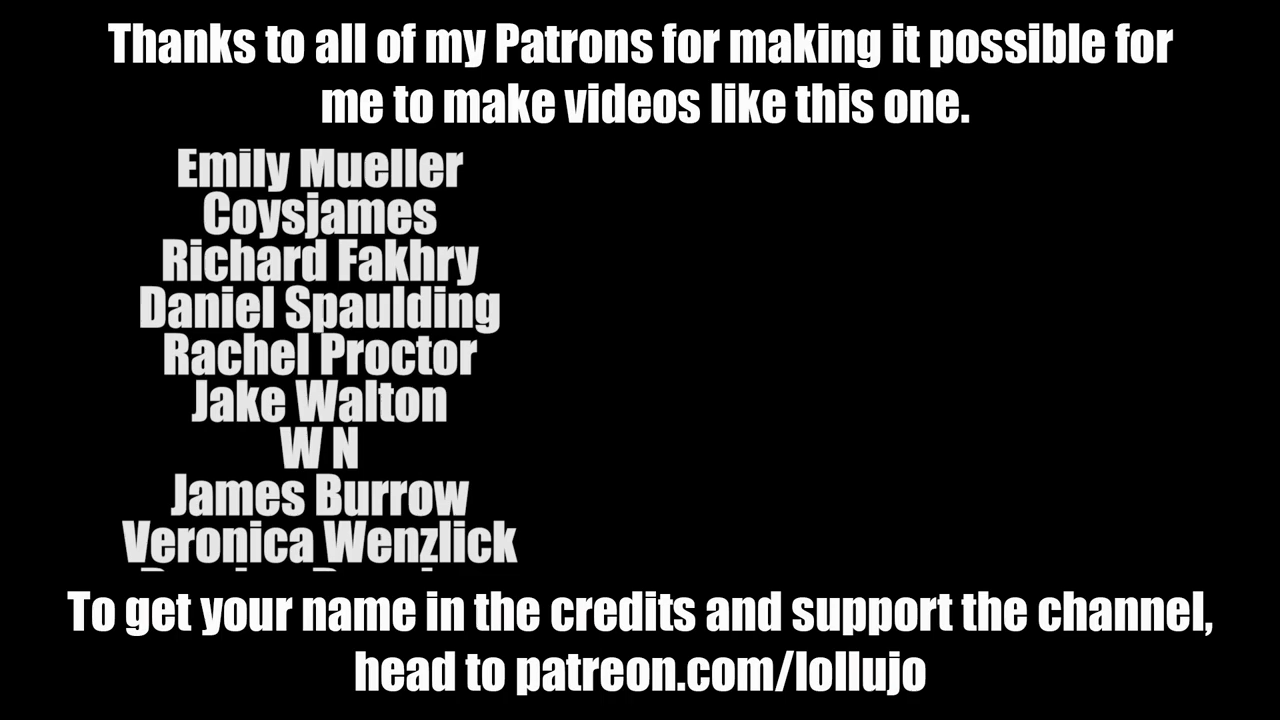 Thanks to all of my Patrons for making it possible for
me to make videos like this one.
Emily Mueller
Coysjames
Richard Fakhry
Daniel Spaulding
Rachel Proctor
Jake Walton
W N
James Burrow
Veronica Wenzlick
To get your name in the credits and support the channel,
head to patreon.com/lollujo